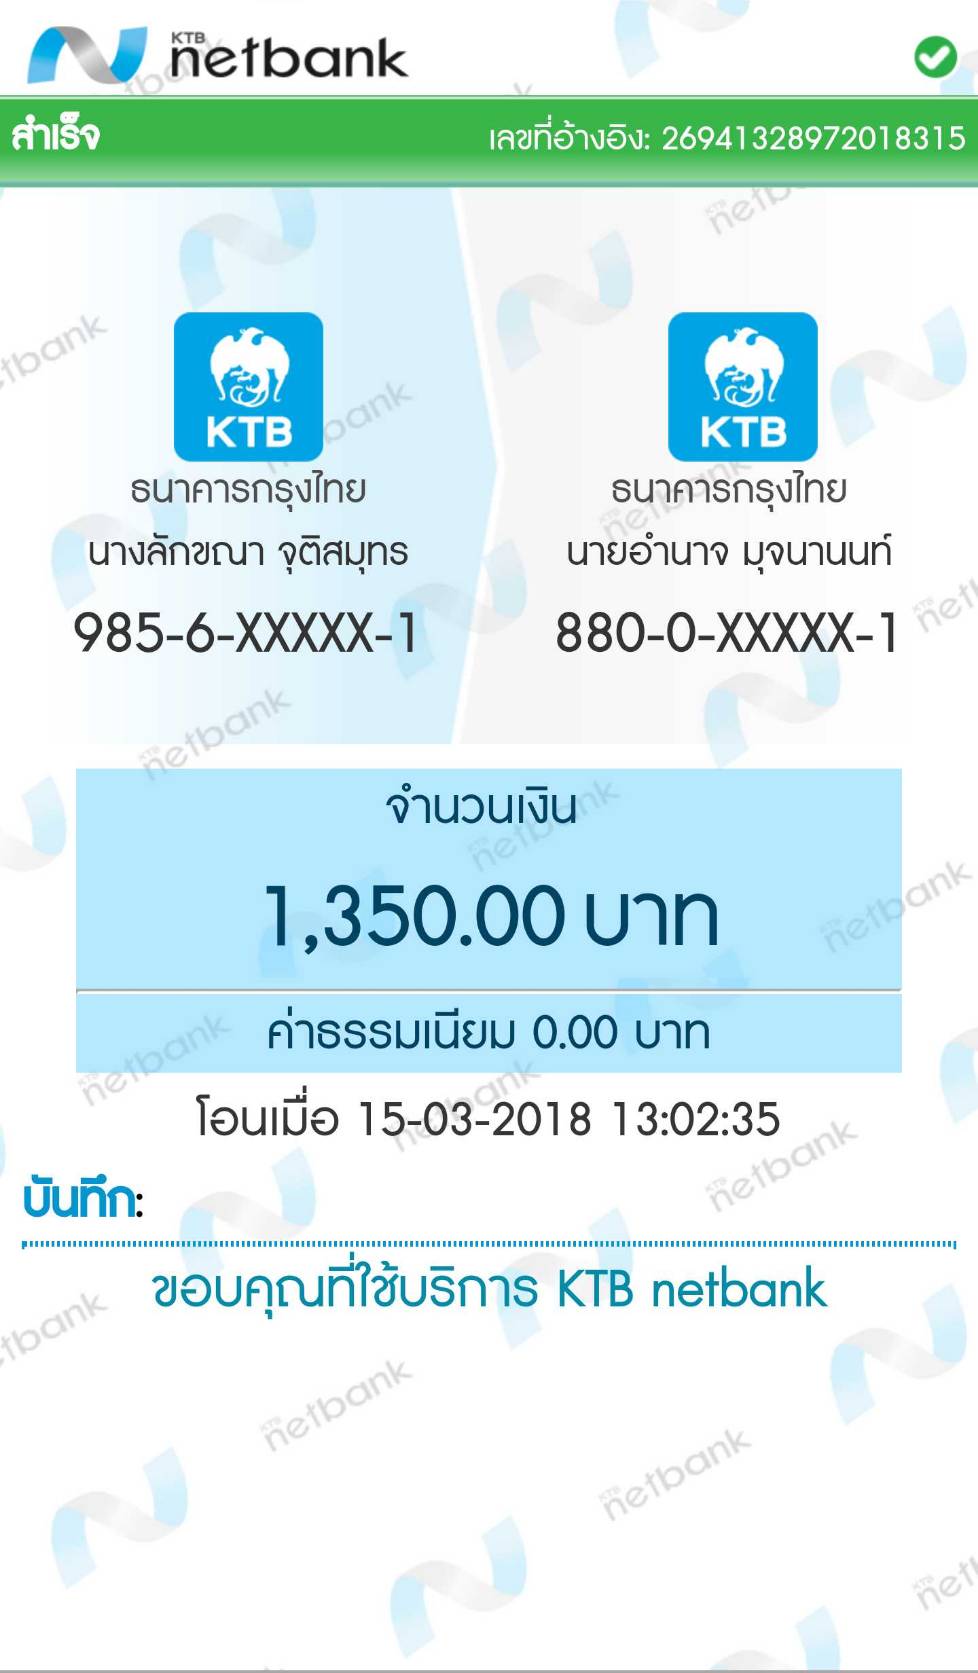 KTB netbank
สำเร็จ
เลขที่อ้างอิง: 26941328972018315
KTB
KTB
ธนาคารกรุงไทย
ธนาคารกรุงไทย
นางลักขณา จุติสมุทร
นายอำนาจ มุจนานนท์
985-6-XXXXX-1
880-0-XXXXX-1
จำนวนเงิน
1,350.00 บาท
ค่าธรรมเนียม 0.00 บาท
โอนเมื่อ 15-03-2018 13:02:35
บันทึก:
ขอบคุณที่ใช้บริการ KTB netbank